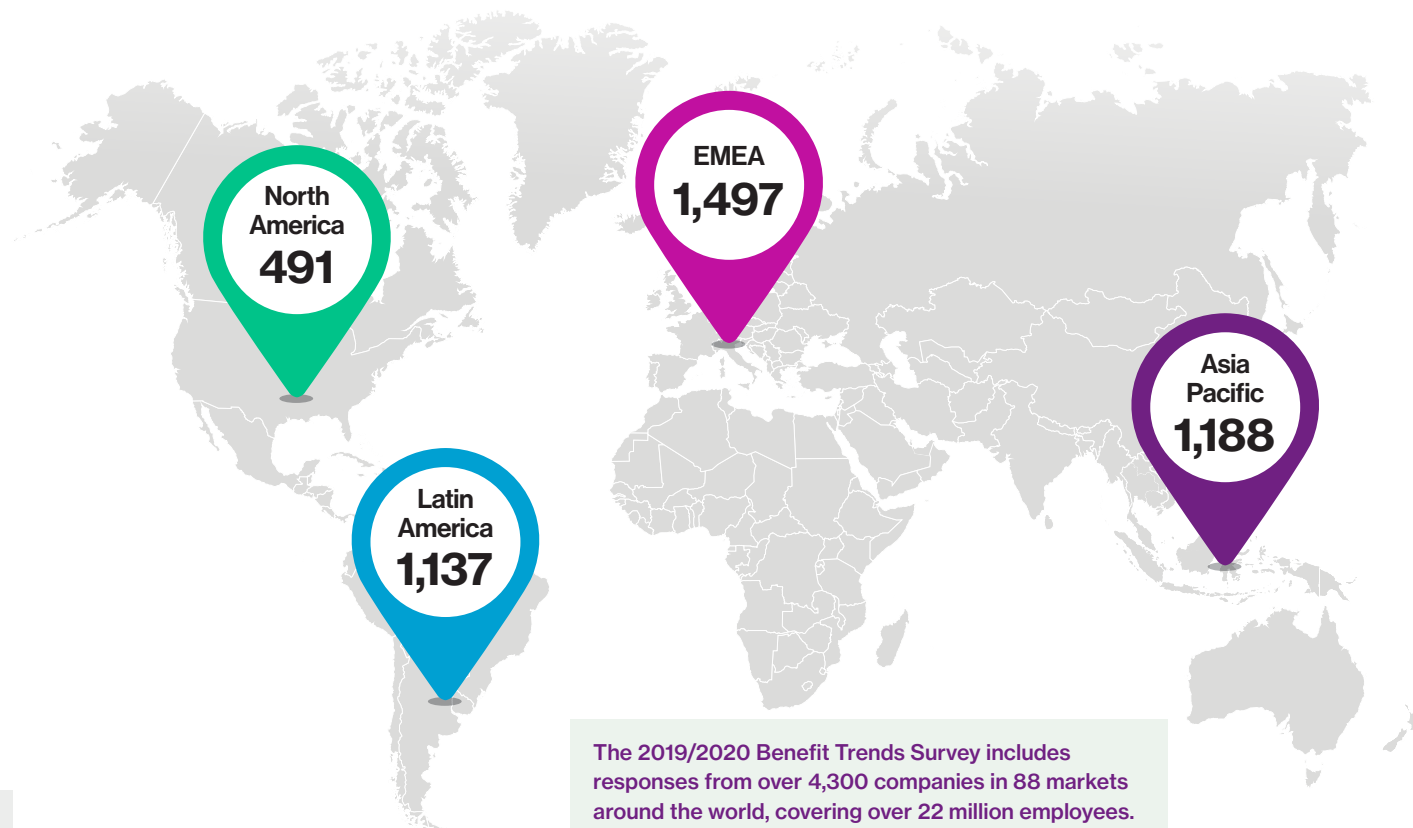 EMEA
1,497
North
America
491
Asia
Pacific
1,188
Latin
America
1,137
The 2019/2020 Benefit Trends Survey includes
responses from over 4,300 companies in 88 markets
around the world, covering over 22 million employees.